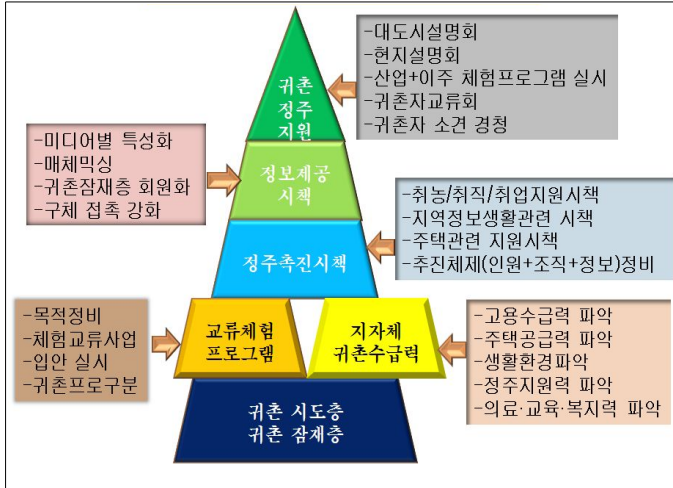 귀촌
정주
지원
-대도시설명회
-현지설명회
-산업+이주 체험프로그램 실시
-귀촌자교류회
-귀촌자 소견 경청
-미디어별 특성화
-매체믹싱
-귀촌잠재층 회원화
-구체 접촉 강화
정보제공
시책
-취농/취직/취업지원시책
-지역정보생활관련 시책
-주택관련 지원시책
-추진체제(인원+조직+정보)정비
정주촉진시책
-목적정비
-체험교류사업
-입안 실시
-귀촌프로구분
교류체험
프로그램
지자체
귀촌수급력
-고용수급력 파악
-주택공급력 파악
-생활환경파악
-정주지원력 파악
-의료·교육·복지력 파악
귀촌 시도층
귀촌 잠재층